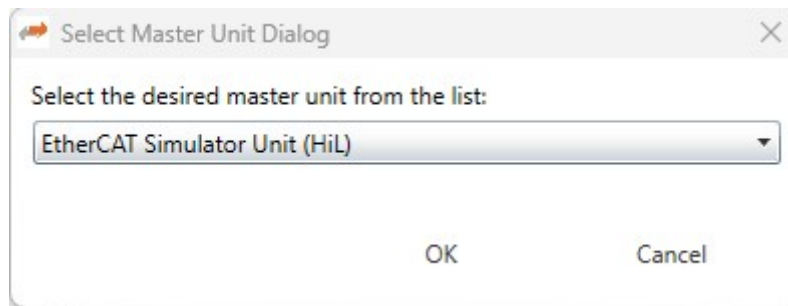 Select Master Unit Dialog
Select the desired master unit from the list:
EtherCAT Simulator Unit (HiL)
OK Cancel